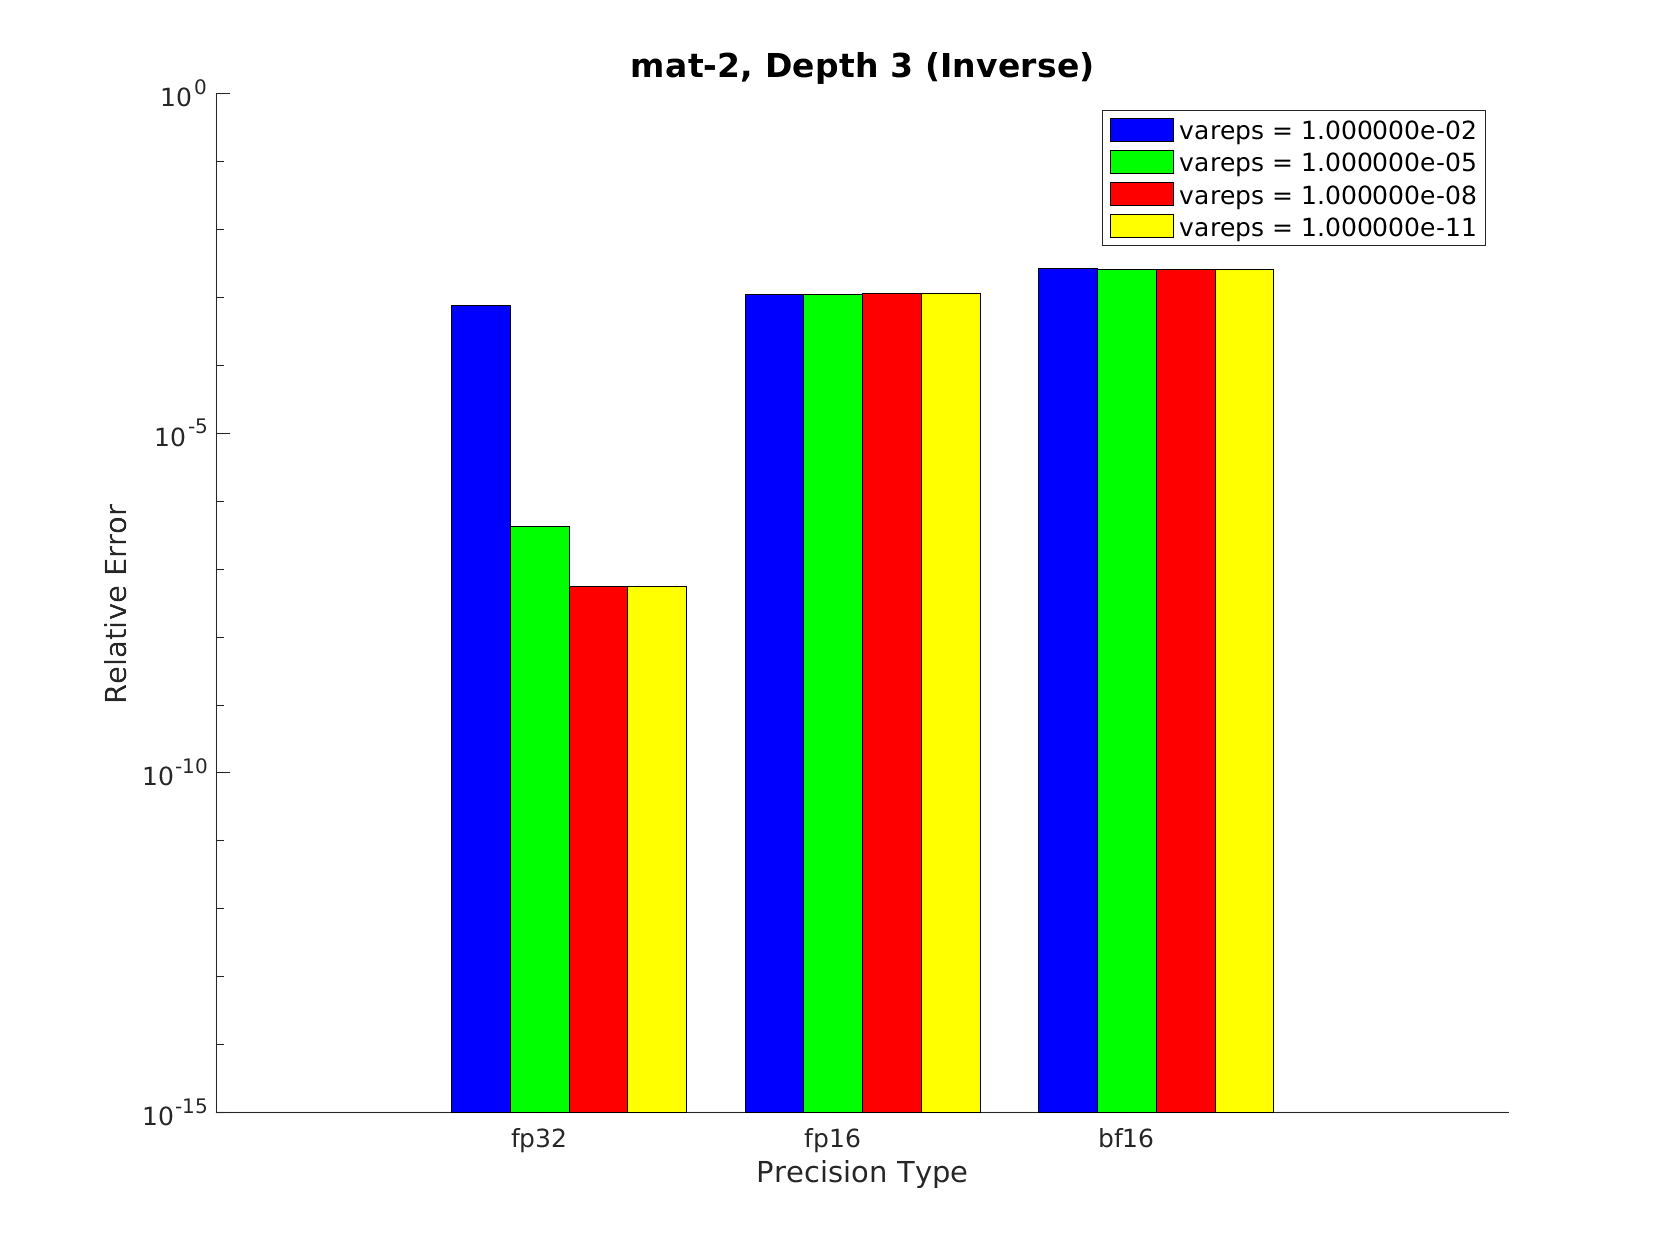 mat-2, Depth 3 (Inverse)
vareps = 1.000000e-02
vareps = 1.000000e-05
vareps = 1.000000e-08
vareps = 1.000000e-11
Relative Error
10^0
10^-5
10^-10
10^-15
fp32 fp16 bf16
Precision Type